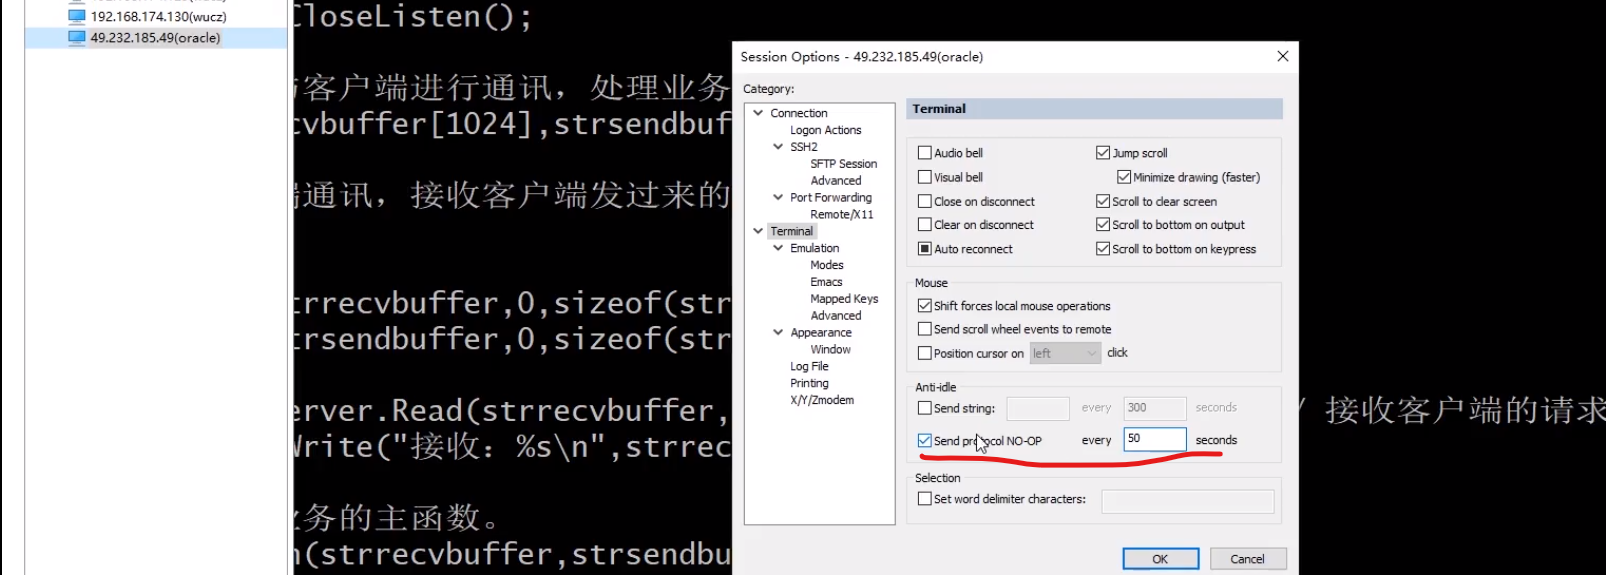 192.168.174.130(wucz)
49.232.185.49(oracle)
CloseListen();
客户端进行通讯，处理业务
cvbuffer[1024],strsendbuf
通讯，接收客户端发过来的
trrecvbuffer,0,sizeof(str
trsendbuffer,0,sizeof(str
erver.Read(strrecvbuffer,
/ 接收客户端的请求
Write("接收：%s\n",strrec
务的主函数。
n(strrecvbuffer,strsendbu
Session Options - 49.232.185.49(oracle)
Category:
Connection
Logon Actions
SSH2
SFTP Session
Advanced
Port Forwarding
Remote/X11
Terminal
Emulation
Modes
Emacs
Mapped Keys
Advanced
Appearance
Window
Log File
Printing
X/Y/Zmodem
Terminal
Audio bell
Jump scroll
Visual bell
Minimize drawing (faster)
Close on disconnect
Scroll to clear screen
Clear on disconnect
Scroll to bottom on output
Auto reconnect
Scroll to bottom on keypress
Mouse
Shift forces local mouse operations
Send scroll wheel events to remote
Position cursor on left click
Anti-idle
Send string: every 300 seconds
Send protocol NO-OP every 50 seconds
Selection
Set word delimiter characters:
OK Cancel